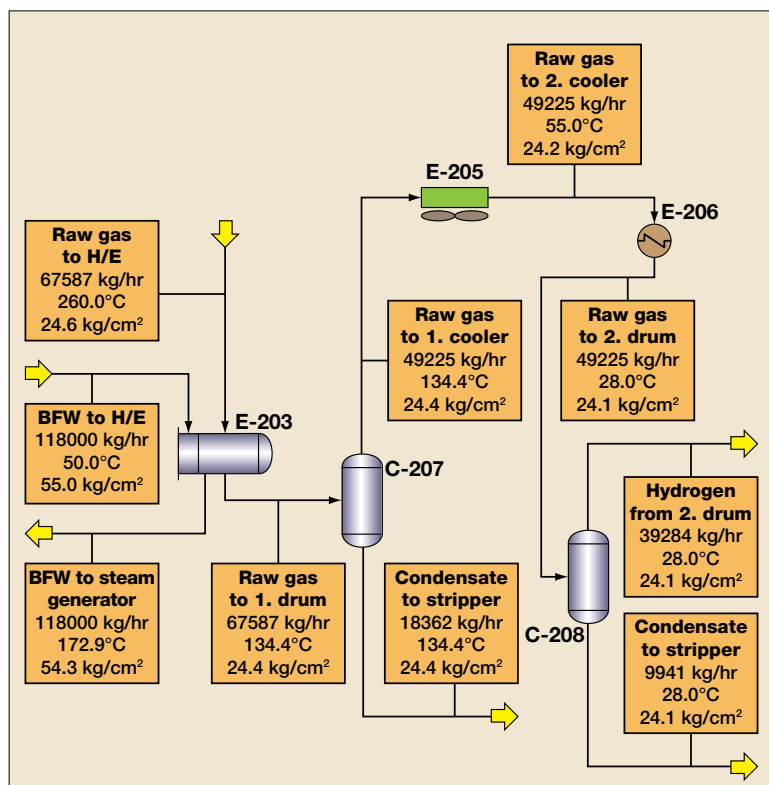 Raw gas
to 2. cooler
49225 kg/hr
55.0°C
24.2 kg/cm²
E-205
E-206
Raw gas
to H/E
67587 kg/hr
260.0°C
24.6 kg/cm²
Raw gas
to 1. cooler
49225 kg/hr
134.4°C
24.4 kg/cm²
Raw gas
to 2. drum
49225 kg/hr
28.0°C
24.1 kg/cm²
BFW to H/E
118000 kg/hr
50.0°C
55.0 kg/cm²
E-203
C-207
Hydrogen
from 2. drum
39284 kg/hr
28.0°C
24.1 kg/cm²
BFW to steam
generator
118000 kg/hr
172.9°C
54.3 kg/cm²
Raw gas
to 1. drum
67587 kg/hr
134.4°C
24.4 kg/cm²
Condensate
to stripper
18362 kg/hr
134.4°C
24.4 kg/cm²
C-208
Condensate
to stripper
9941 kg/hr
28.0°C
24.1 kg/cm²